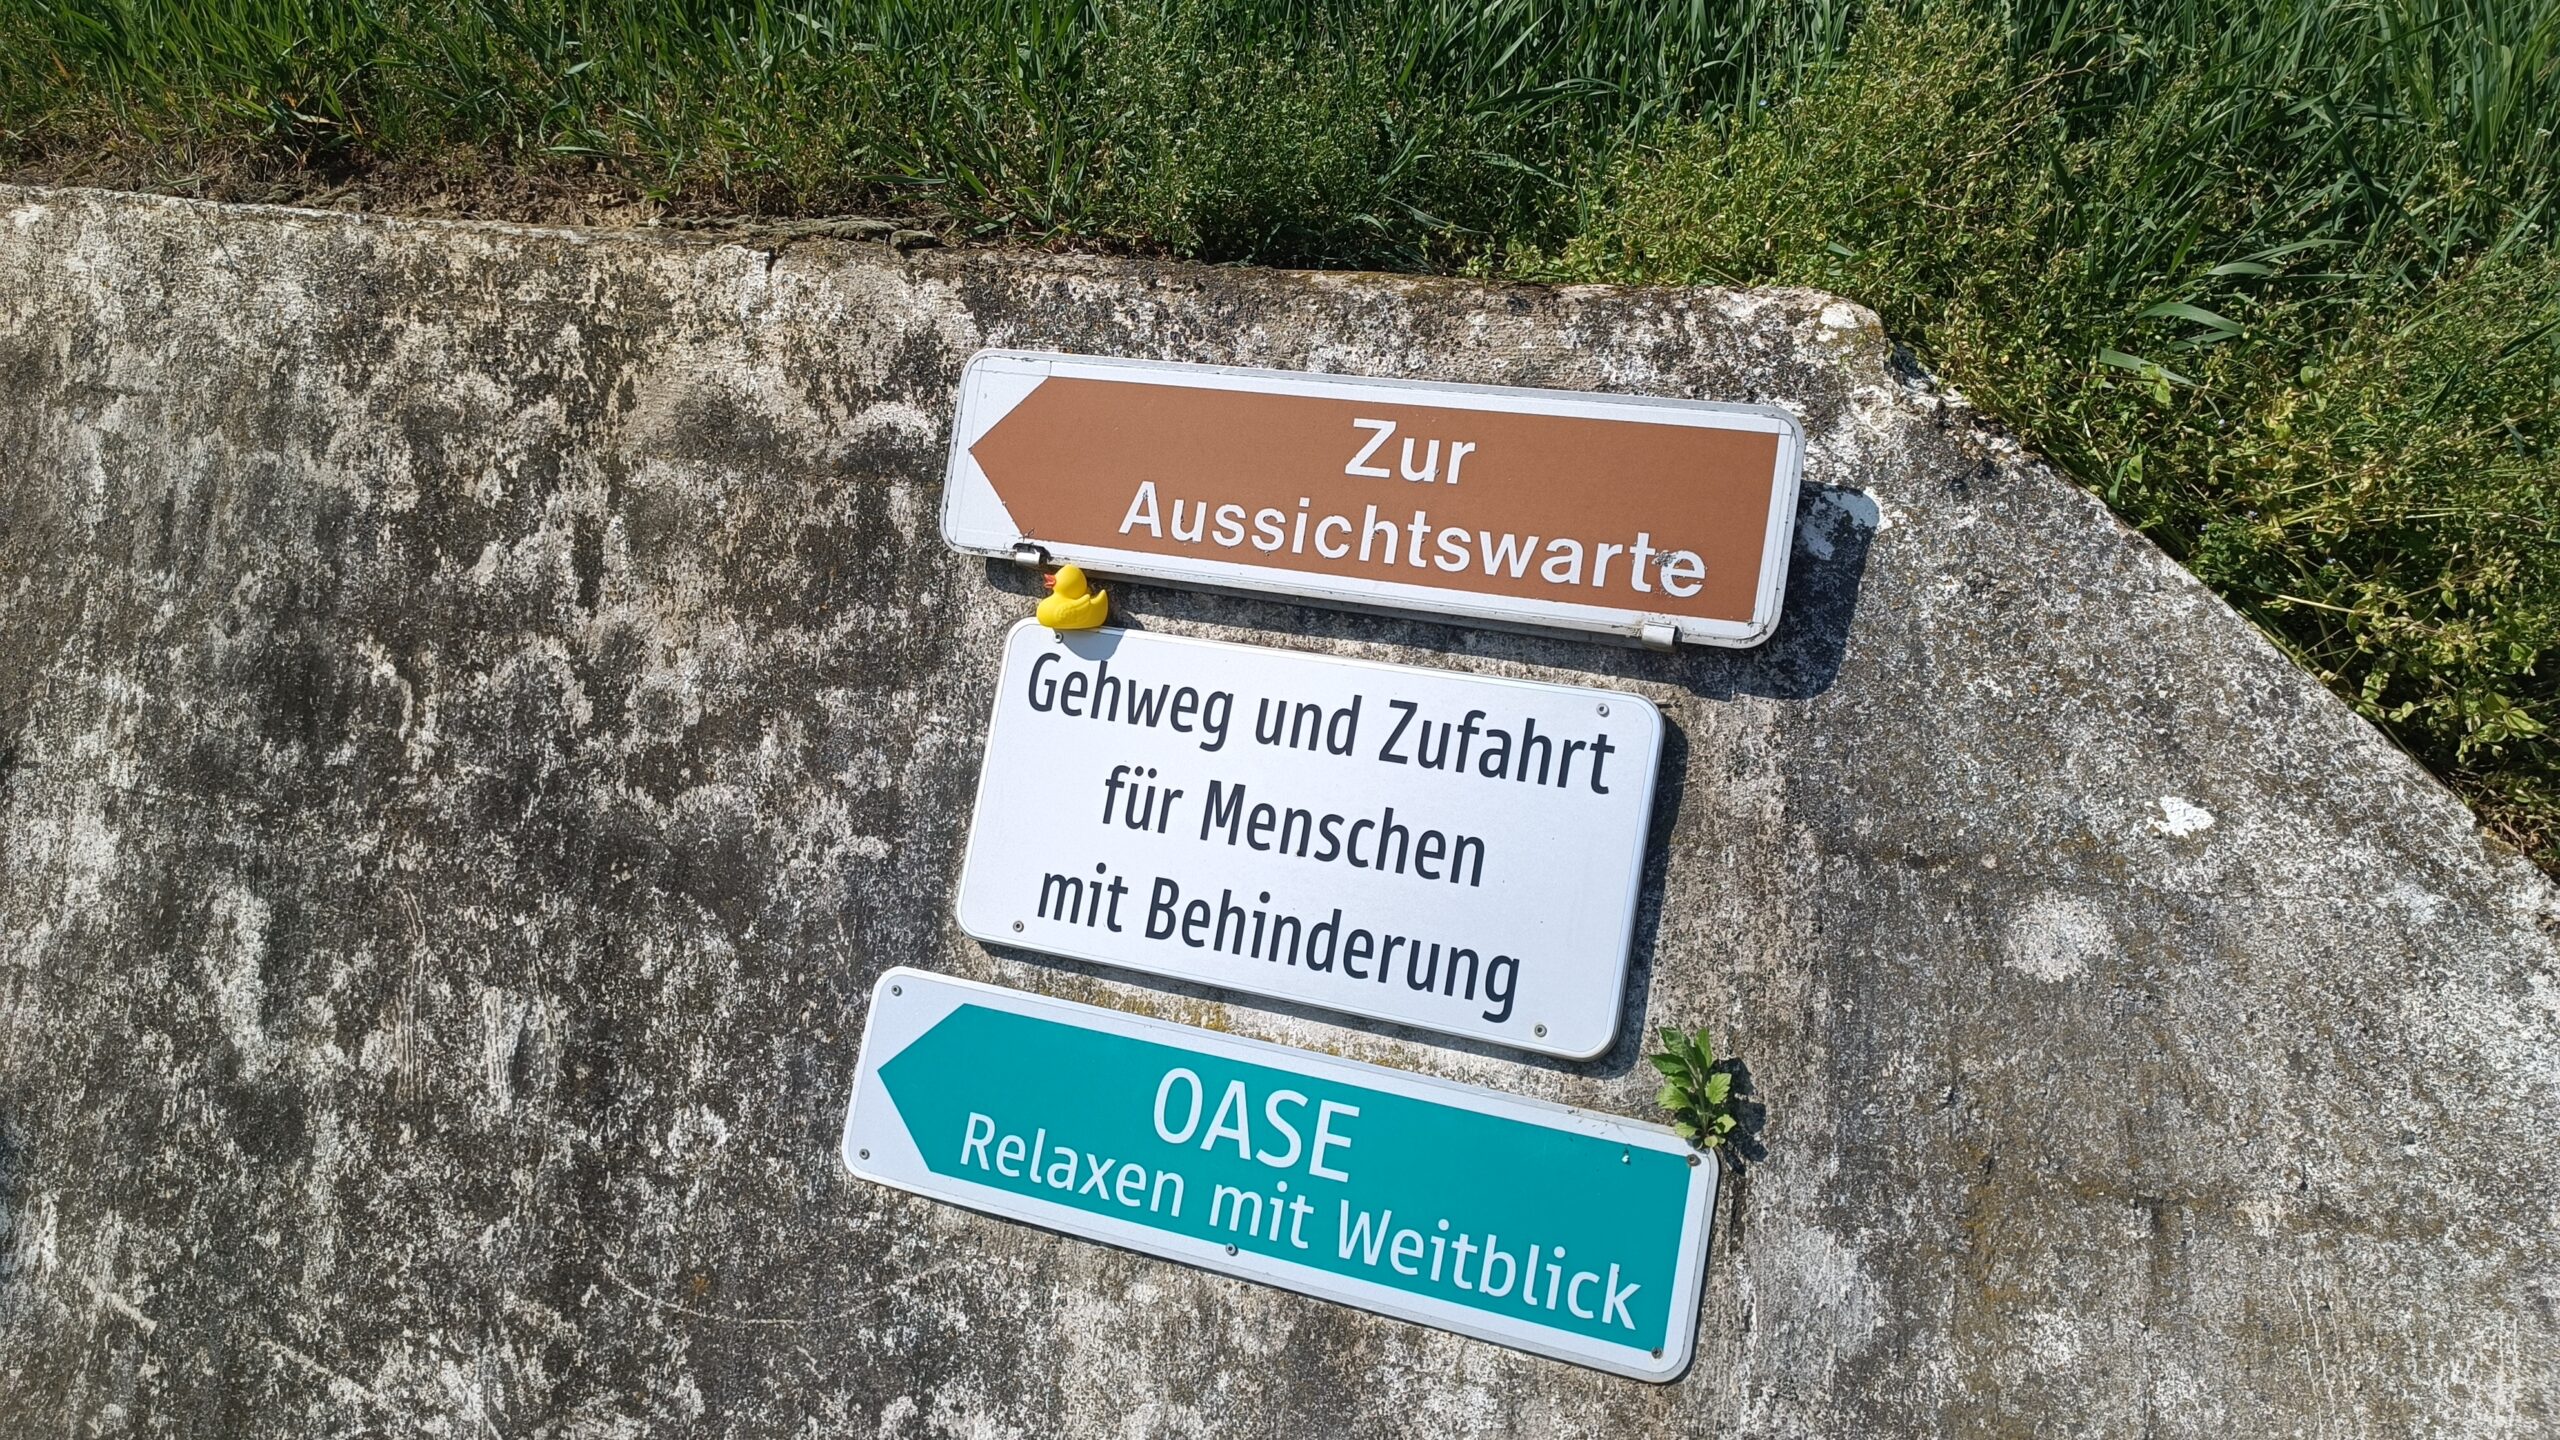 Zur
Aussichtswarte
Gehweg und Zufahrt
für Menschen
mit Behinderung
OASE
Relaxen mit Weitblick